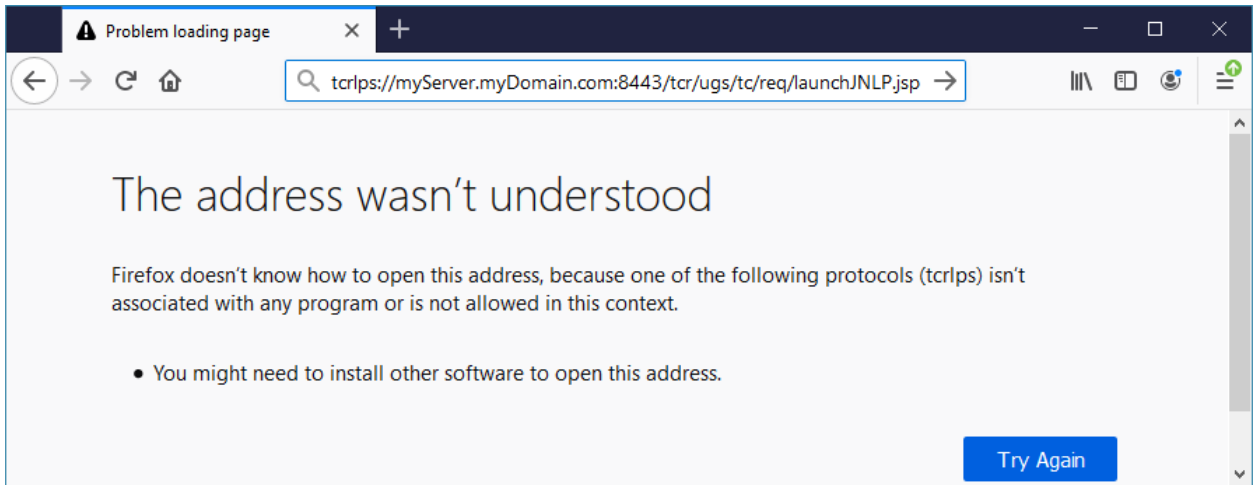 Problem loading page
tcrlps://myServer.myDomain.com:8443/tcr/ugs/tc/req/launchJNLP.jsp
The address wasn’t understood
Firefox doesn’t know how to open this address, because one of the following protocols (tcrlps) isn’t
associated with any program or is not allowed in this context.
• You might need to install other software to open this address.
Try Again